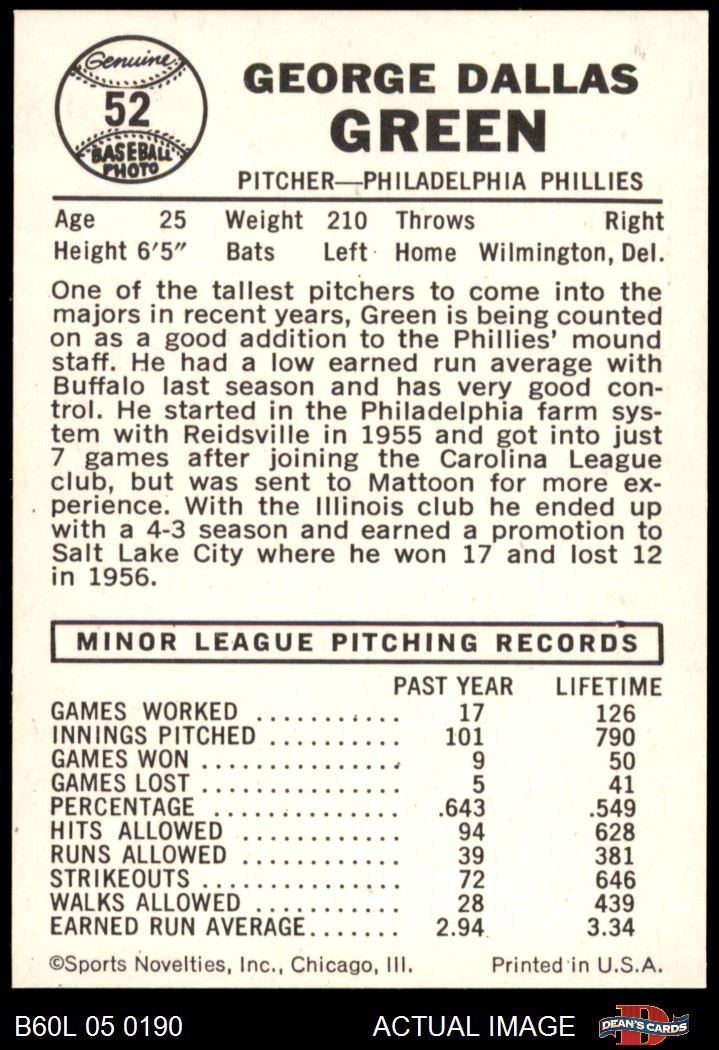 Genuine
52
BASEBALL
PHOTO
GEORGE DALLAS
GREEN
PITCHER—PHILADELPHIA PHILLIES
Age 25 Weight 210 Throws Right
Height 6'5" Bats Left Home Wilmington, Del.
One of the tallest pitchers to come into the
majors in recent years, Green is being counted
on as a good addition to the Phillies' mound
staff. He had a low earned run average with
Buffalo last season and has very good con-
trol. He started in the Philadelphia farm sys-
tem with Reidsville in 1955 and got into just
7 games after joining the Carolina League
club, but was sent to Mattoon for more ex-
perience. With the Illinois club he ended up
with a 4-3 season and earned a promotion to
Salt Lake City where he won 17 and lost 12
in 1956.
MINOR LEAGUE PITCHING RECORDS
PAST YEAR LIFETIME
GAMES WORKED ............ 17 126
INNINGS PITCHED .......... 101 790
GAMES WON ................ 9 50
GAMES LOST ................ 5 41
PERCENTAGE ............... .643 .549
HITS ALLOWED ............. 94 628
RUNS ALLOWED ............ 39 381
STRIKEOUTS ................ 72 646
WALKS ALLOWED ........... 28 439
EARNED RUN AVERAGE....... 2.94 3.34
©Sports Novelties, Inc., Chicago, Ill. Printed in U.S.A.
B60L 05 0190 ACTUAL IMAGE DEAN'S CARDS